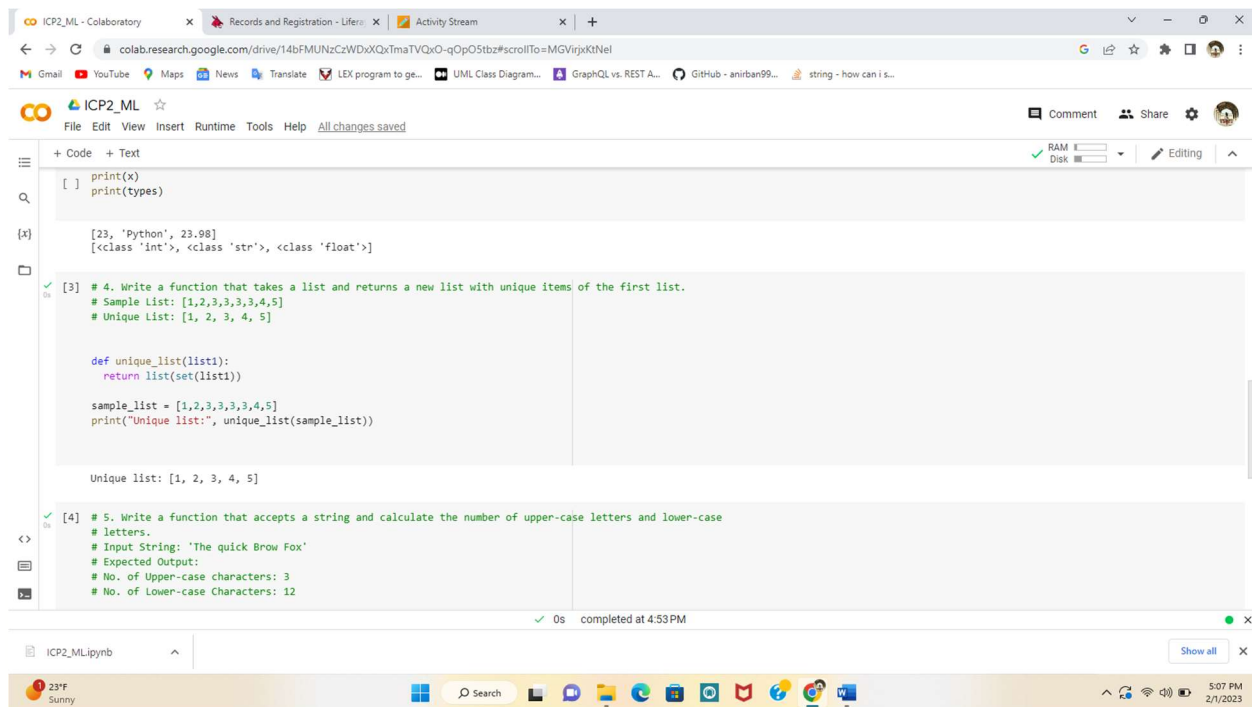 ICP2_ML - Colaboratory
Records and Registration - Lifera
Activity Stream
colab.research.google.com/drive/14bFMUNzCzWDxXQxTmaTVQxO-qOpO5tbz#scrollTo=MGVirjxKtNeI
Gmail YouTube Maps News Translate LEX program to ge... UML Class Diagram... GraphQL vs. REST A... GitHub - anirban99... string - how can i s...
ICP2_ML
Comment Share
File Edit View Insert Runtime Tools Help All changes saved
+ Code + Text
RAM
Disk
Editing
[ ] print(x)
print(types)
[23, 'Python', 23.98]
[<class 'int'>, <class 'str'>, <class 'float'>]
0s
[3] # 4. Write a function that takes a list and returns a new list with unique items of the first list.
# Sample List: [1,2,3,3,3,3,4,5]
# Unique List: [1, 2, 3, 4, 5]
def unique_list(list1):
return list(set(list1))
sample_list = [1,2,3,3,3,3,4,5]
print("Unique list:", unique_list(sample_list))
Unique list: [1, 2, 3, 4, 5]
0s
[4] # 5. Write a function that accepts a string and calculate the number of upper-case letters and lower-case
# letters.
# Input String: 'The quick Brow Fox'
# Expected Output:
# No. of Upper-case characters: 3
# No. of Lower-case Characters: 12
0s completed at 4:53 PM
ICP2_ML.ipynb
Show all
1
23°F
Sunny
Search
5:07 PM
2/1/2023